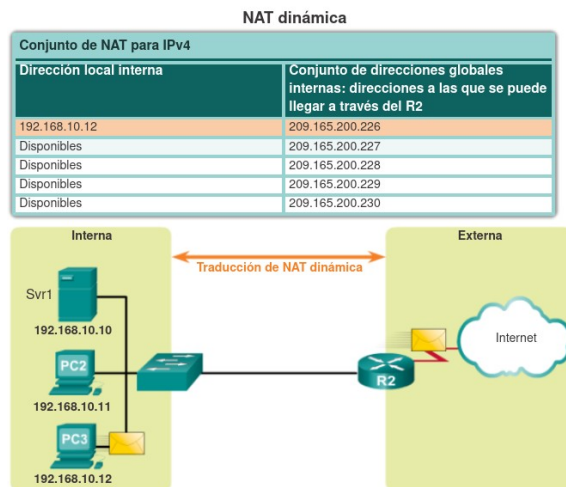 NAT dinámica
Conjunto de NAT para IPv4
Dirección local interna
Conjunto de direcciones globales
internas: direcciones a las que se puede
llegar a través del R2
192.168.10.12 209.165.200.226
Disponibles 209.165.200.227
Disponibles 209.165.200.228
Disponibles 209.165.200.229
Disponibles 209.165.200.230
Interna
Externa
Traducción de NAT dinámica
Svr1
192.168.10.10
Internet
PC2
R2
192.168.10.11
PC3
192.168.10.12